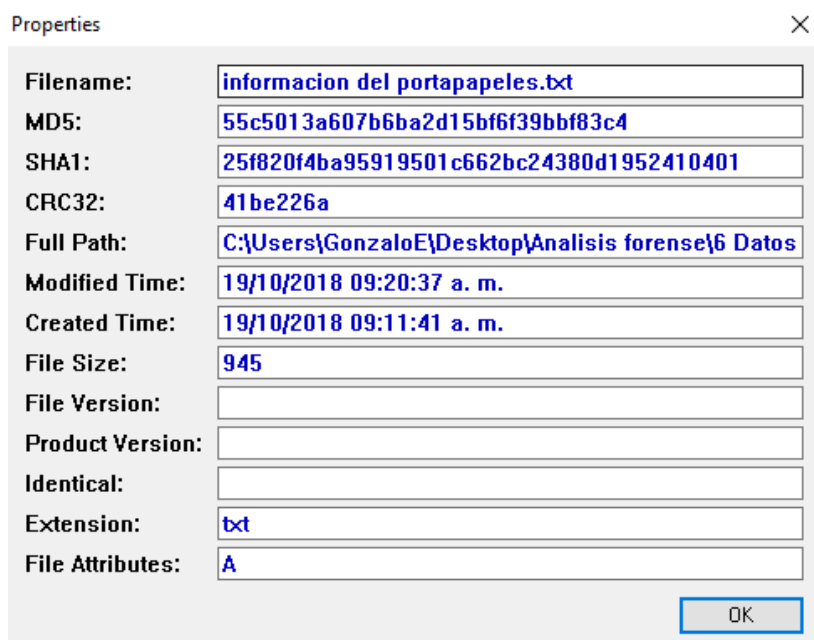 Properties
Filename: informacion del portapapeles.txt
MD5: 55c5013a607b6ba2d15bf6f39bbf83c4
SHA1: 25f820f4ba95919501c662bc24380d1952410401
CRC32: 41be226a
Full Path: C:\Users\GonzaloE\Desktop\Analisis forense\6 Datos
Modified Time: 19/10/2018 09:20:37 a. m.
Created Time: 19/10/2018 09:11:41 a. m.
File Size: 945
File Version:
Product Version:
Identical:
Extension: txt
File Attributes: A
OK